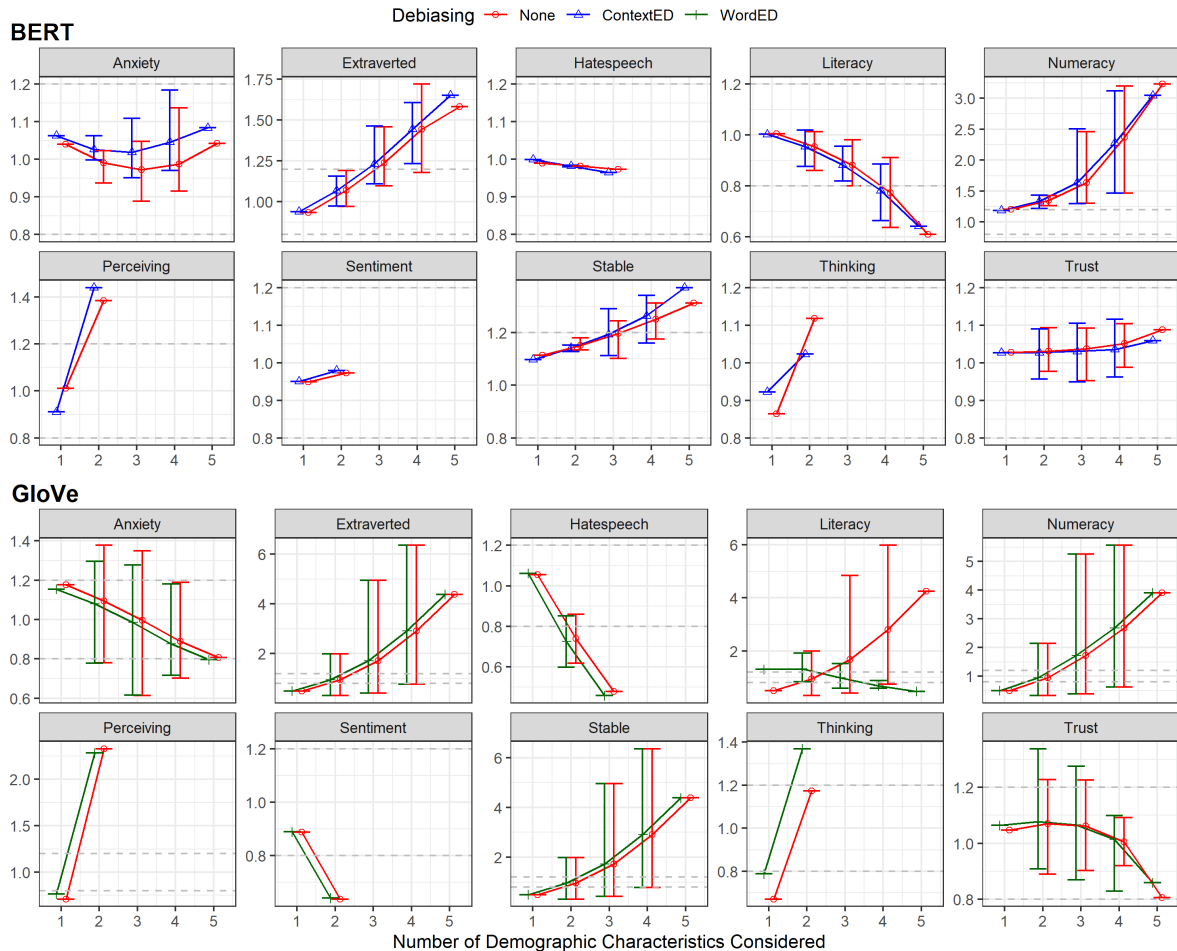 Debiasing None ContextED WordED
BERT
Anxiety Extraverted Hatespeech Literacy Numeracy
1.2 1.1 1.0 0.9 0.8
1.75 1.50 1.25 1.00
1.2 1.1 1.0 0.9 0.8
1.2 1.0 0.8 0.6
3.0 2.5 2.0 1.5 1.0
Perceiving Sentiment Stable Thinking Trust
1.4 1.2 1.0 0.8
1.2 1.1 1.0 0.9 0.8
1.2 1.0 0.8
1.2 1.1 1.0 0.9 0.8
1.2 1.1 1.0 0.9 0.8
1 2 3 4 5 1 2 3 4 5 1 2 3 4 5 1 2 3 4 5 1 2 3 4 5
GloVe
Anxiety Extraverted Hatespeech Literacy Numeracy
1.4 1.2 1.0 0.8 0.6
6 4 2
1.2 1.0 0.8 0.6
6 4 2
5 4 3 2 1
Perceiving Sentiment Stable Thinking Trust
2.0 1.5 1.0
1.2 1.0 0.8
6 4 2
1.4 1.2 1.0 0.8
1.2 1.0 0.8
1 2 3 4 5 1 2 3 4 5 1 2 3 4 5 1 2 3 4 5 1 2 3 4 5
Number of Demographic Characteristics Considered